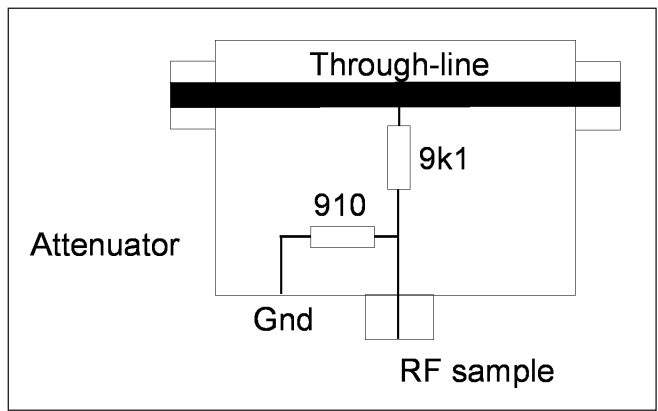 Through-line
9k1
910
Attenuator
Gnd
RF sample